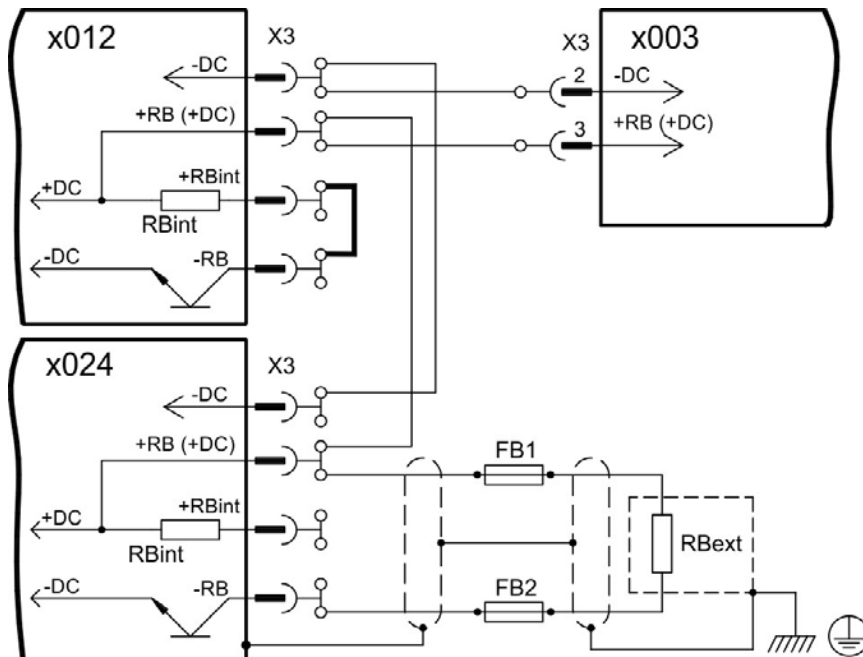 x012
X3
-DC
+RB (+DC)
+DC
+RBint
RBint
-DC
-RB
X3
x003
2
-DC
3
+RB (+DC)
x024
X3
-DC
+RB (+DC)
+DC
+RBint
RBint
-DC
-RB
FB1
FB2
RBext